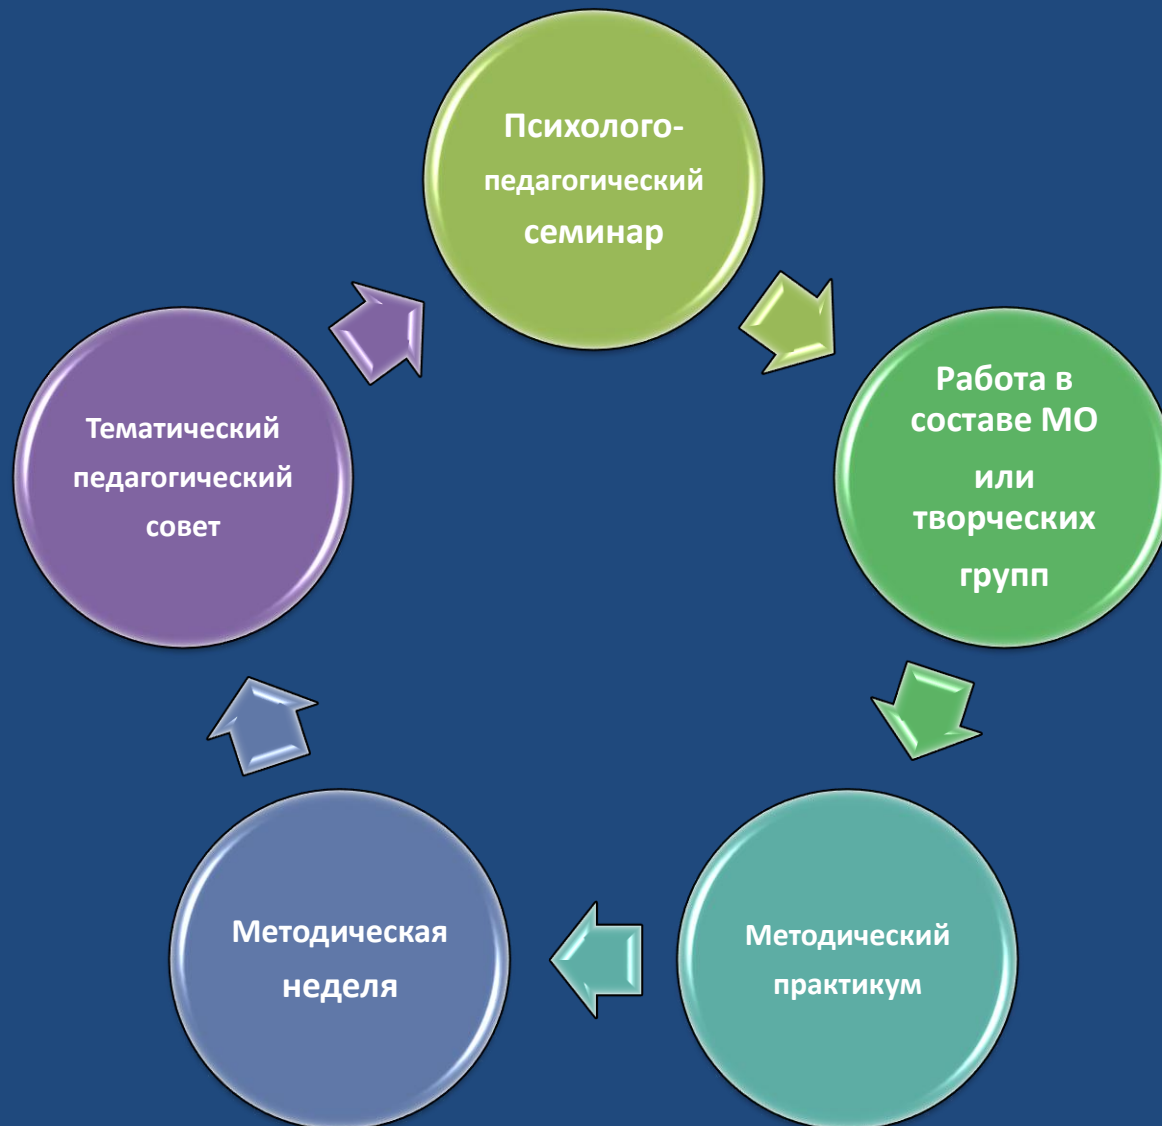 Психолого-
педагогический
семинар
Работа в
составе МО
или
творческих
групп
Методический
практикум
Методическая
неделя
Тематический
педагогический
совет